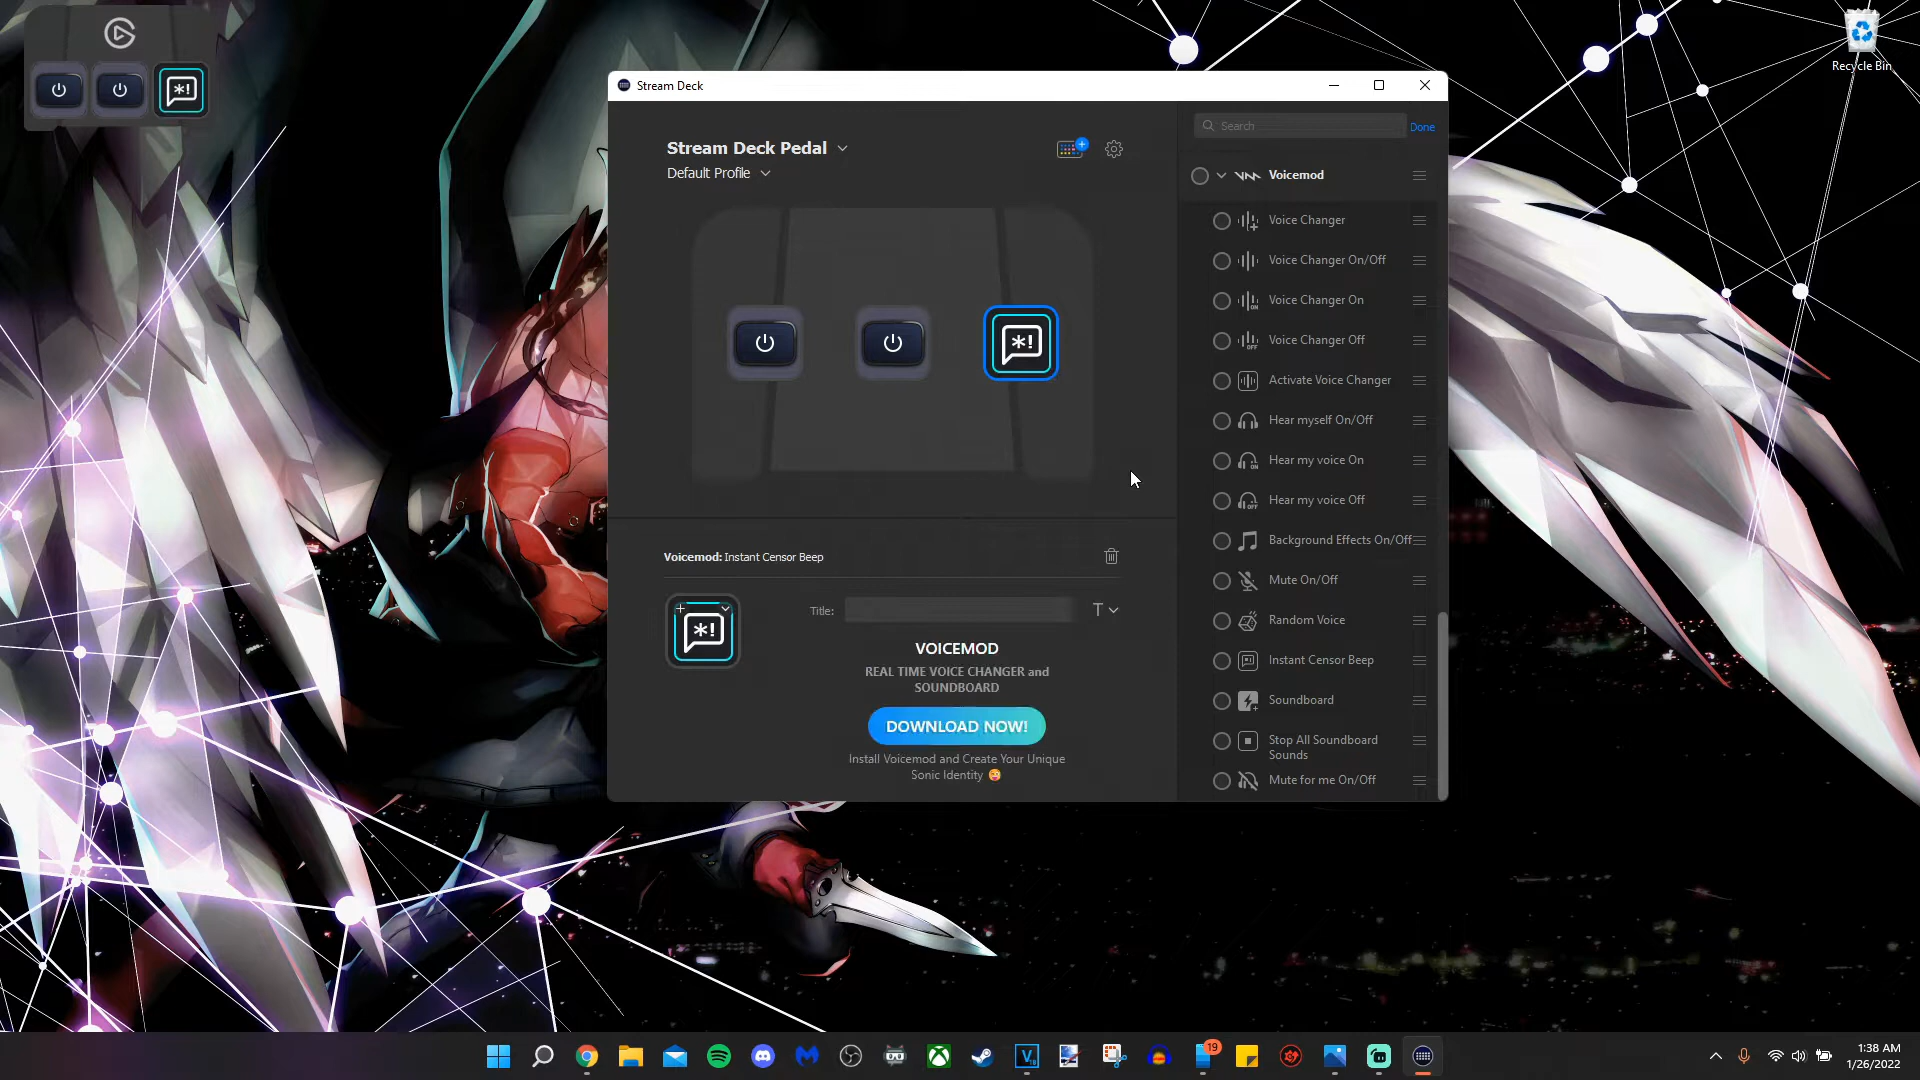 Recycle Bin
Stream Deck
Stream Deck Pedal
Default Profile
Search
Done
Voicemod
Voice Changer
Voice Changer On/Off
Voice Changer On
Voice Changer Off
Activate Voice Changer
Hear myself On/Off
Hear my voice On
Hear my voice Off
Background Effects On/Off
Mute On/Off
Random Voice
Instant Censor Beep
Soundboard
Stop All Soundboard
Sounds
Mute for me On/Off
Voicemod: Instant Censor Beep
Title:
T
VOICEMOD
REAL TIME VOICE CHANGER and
SOUNDBOARD
DOWNLOAD NOW!
Install Voicemod and Create Your Unique
Sonic Identity 🤪
19
1:38 AM
1/26/2022